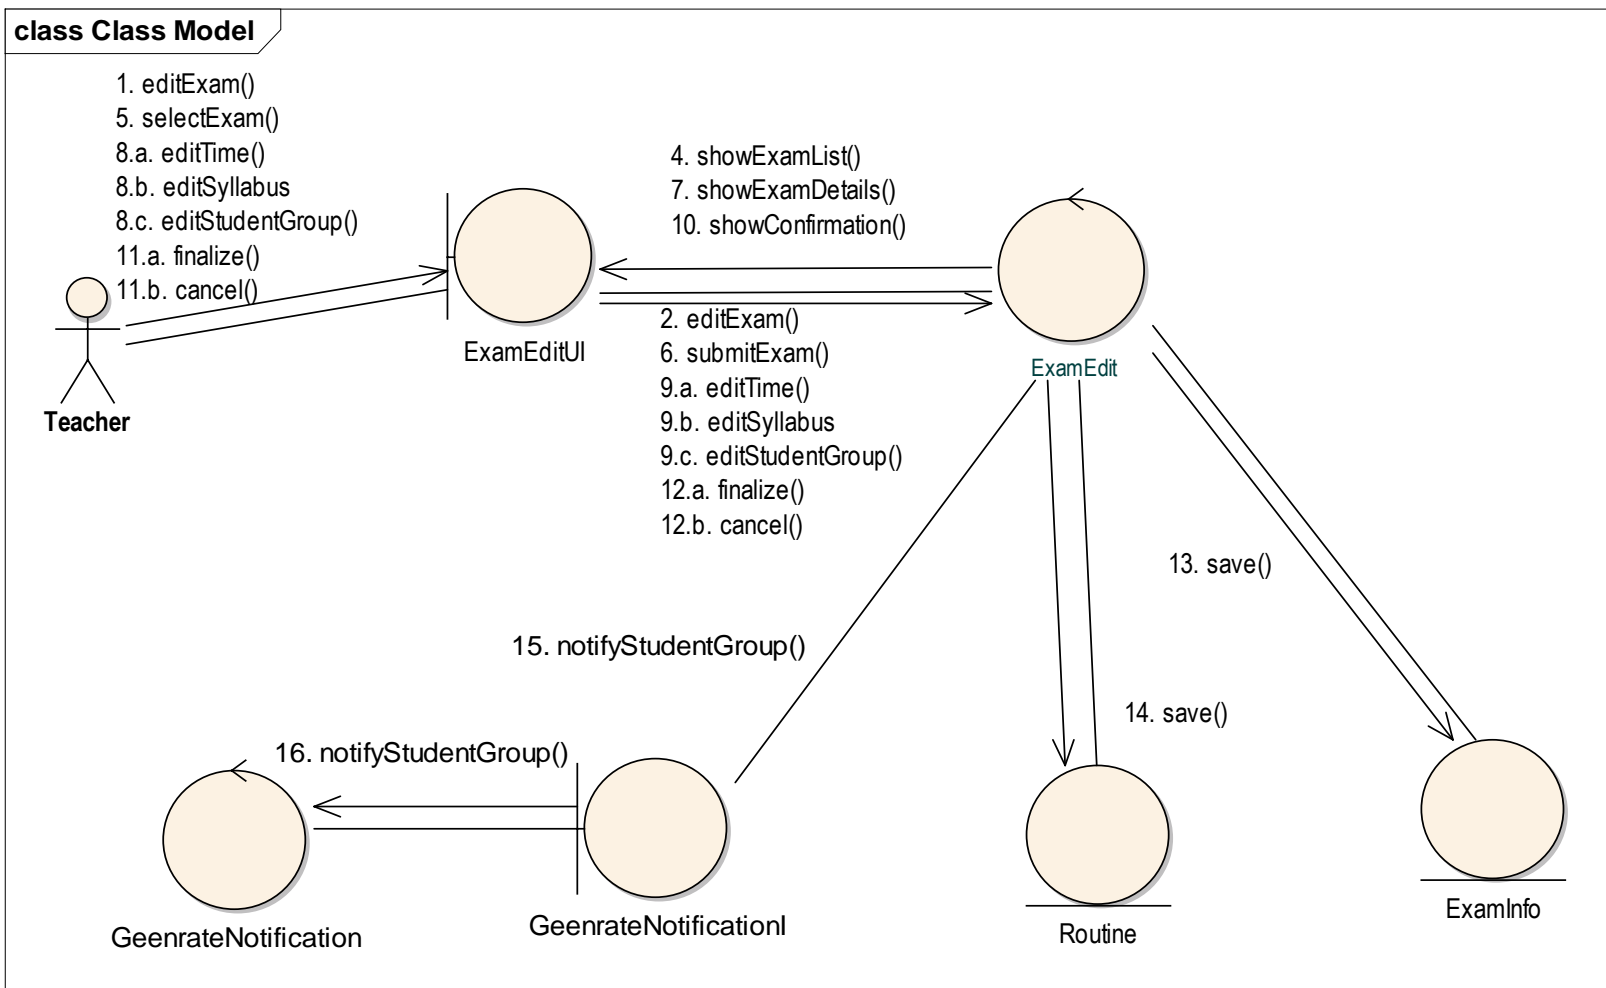 class Class Model
1. editExam()
5. selectExam()
8.a. editTime()
8.b. editSyllabus
8.c. editStudentGroup()
11.a. finalize()
11.b. cancel()
Teacher
ExamEditUI
4. showExamList()
7. showExamDetails()
10. showConfirmation()
2. editExam()
6. submitExam()
9.a. editTime()
9.b. editSyllabus
9.c. editStudentGroup()
12.a. finalize()
12.b. cancel()
ExamEdit
13. save()
14. save()
15. notifyStudentGroup()
16. notifyStudentGroup()
GeenrateNotification
GeenrateNotificationI
Routine
ExamInfo